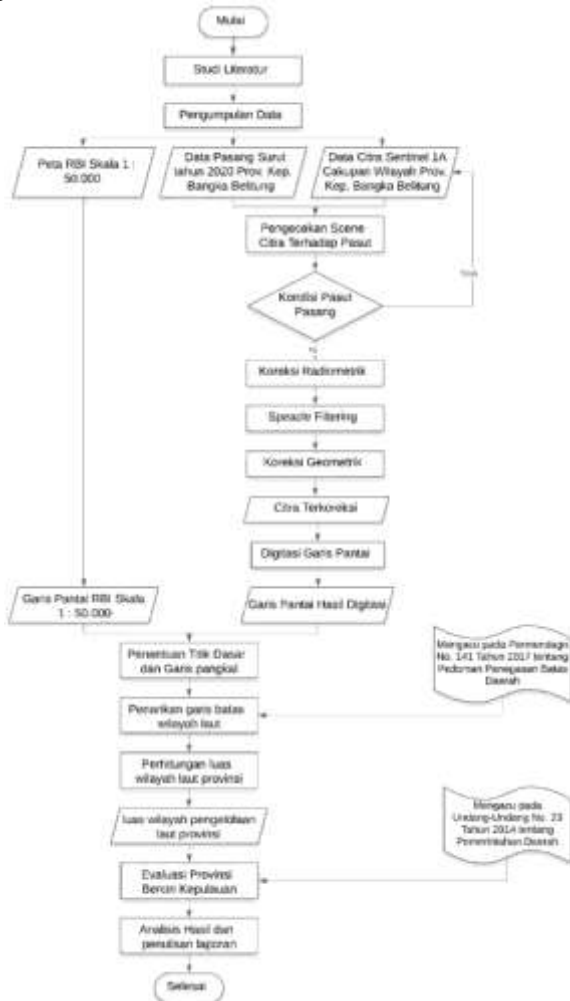 Mulai
Studi Literatur
Pengumpulan Data
Peta RBI Skala 1 :
50.000
Data Pasang Surut
tahun 2020 Prov. Kep.
Bangka Belitung
Data Citra Sentinel 1A
Cakupan Wilayah Prov.
Kep. Bangka Belitung
Pengecekan Scene
Citra Terhadap Pasut
Kondisi Pasut
Pasang
Koreksi Radiometrik
Speacle Filtering
Koreksi Geometrik
Citra Terkoreksi
Digitasi Garis Pantai
Garis Pantai RBI Skala
1 : 50.000
Garis Pantai Hasil Digitasi
Penentuan Titik Dasar
dan Garis pangkal
Mengacu pada Permendagri
No. 141 Tahun 2017 tentang
Pedoman Penegasan Batas
Daerah
Penarikan garis batas
wilayah laut
Perhitungan luas
wilayah laut provinsi
luas wilayah pengelolaan
laut provinsi
Mengacu pada
Undang-Undang No. 23
Tahun 2014 tentang
Pemerintahan Daerah
Evaluasi Provinsi
Berciri Kepulauan
Analisis Hasil dan
penulisan laporan
Selesai